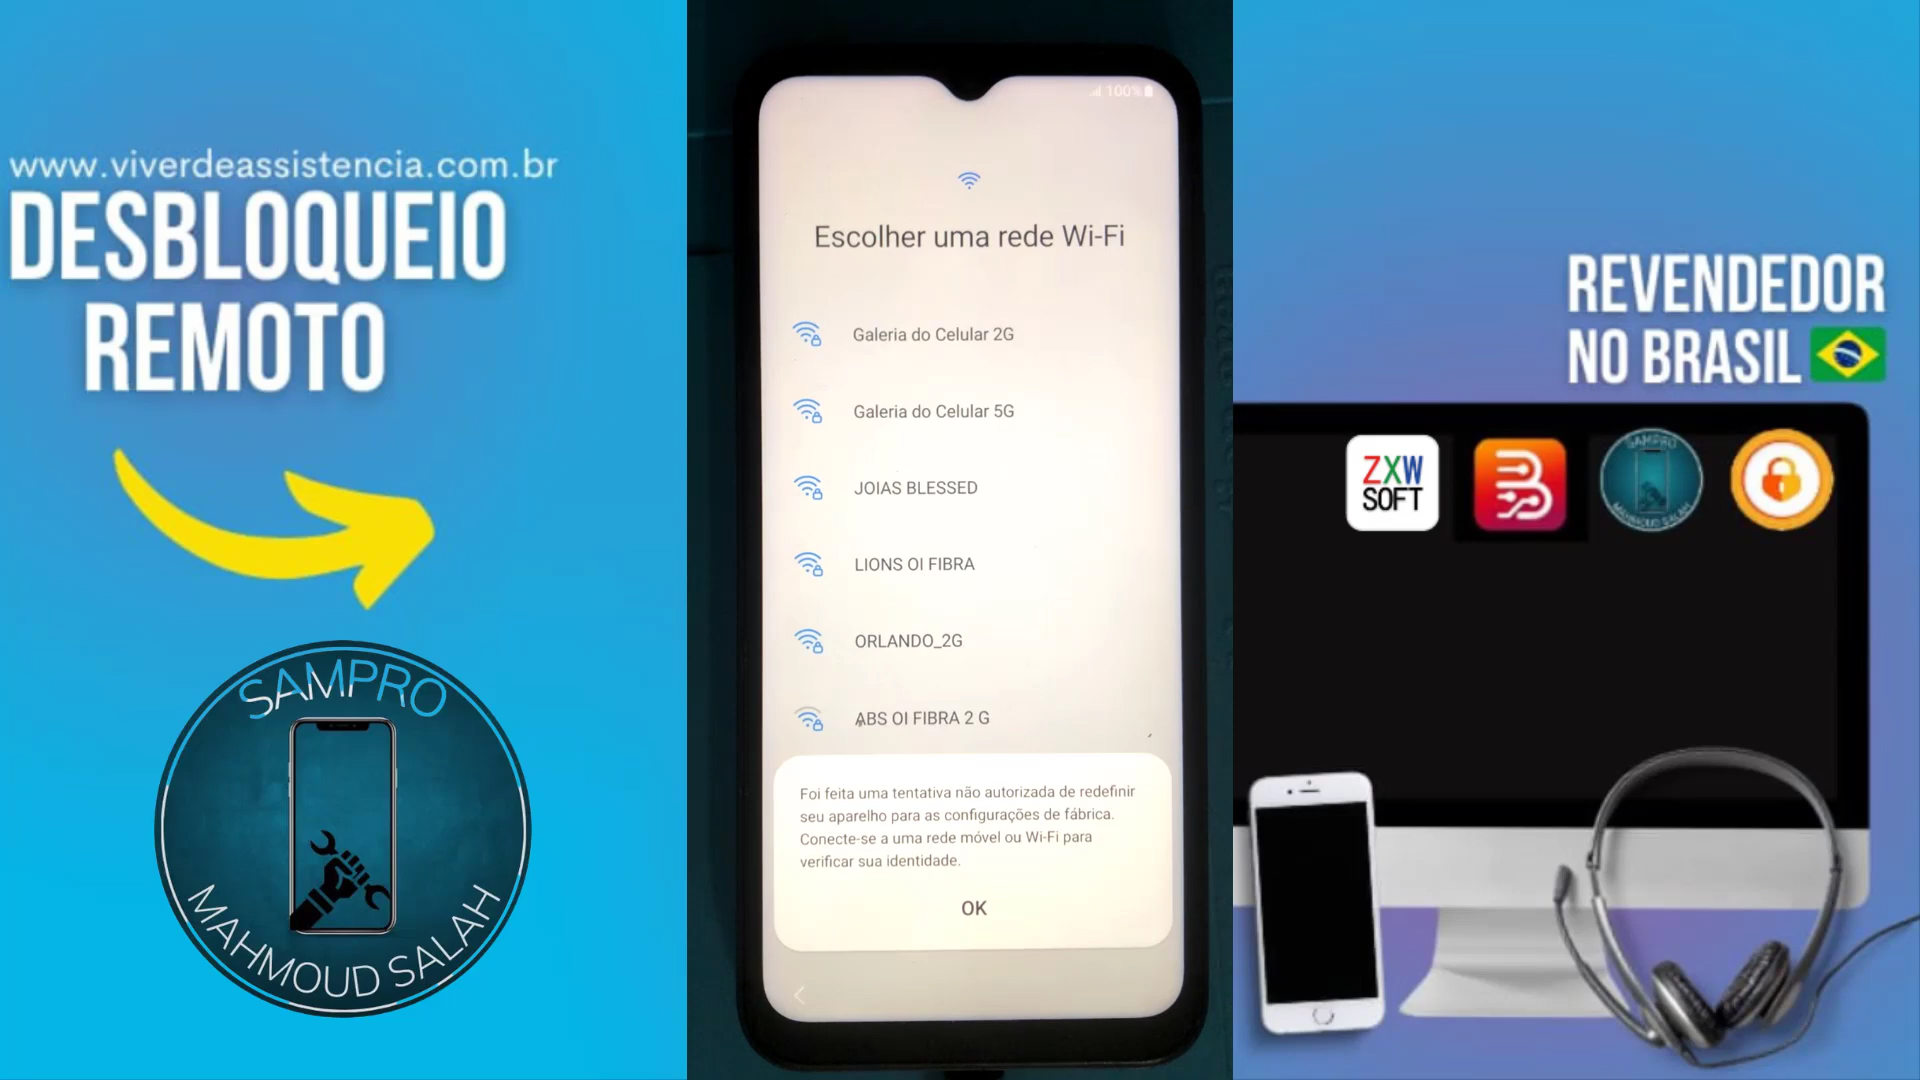 www.viverdeassistencia.com.br
DESBLOQUEIO
REMOTO
SAMPRO
MAHMOUD SALAH
100%
Escolher uma rede Wi-Fi
Galeria do Celular 2G
Galeria do Celular 5G
JOIAS BLESSED
LIONS OI FIBRA
ORLANDO_2G
ABS OI FIBRA 2 G
Foi feita uma tentativa não autorizada de redefinir
seu aparelho para as configurações de fábrica.
Conecte-se a uma rede móvel ou Wi-Fi para
verificar sua identidade.
OK
REVENDEDOR
NO BRASIL
ZXW
SOFT
SAMPRO
MAHMOUD SALAH